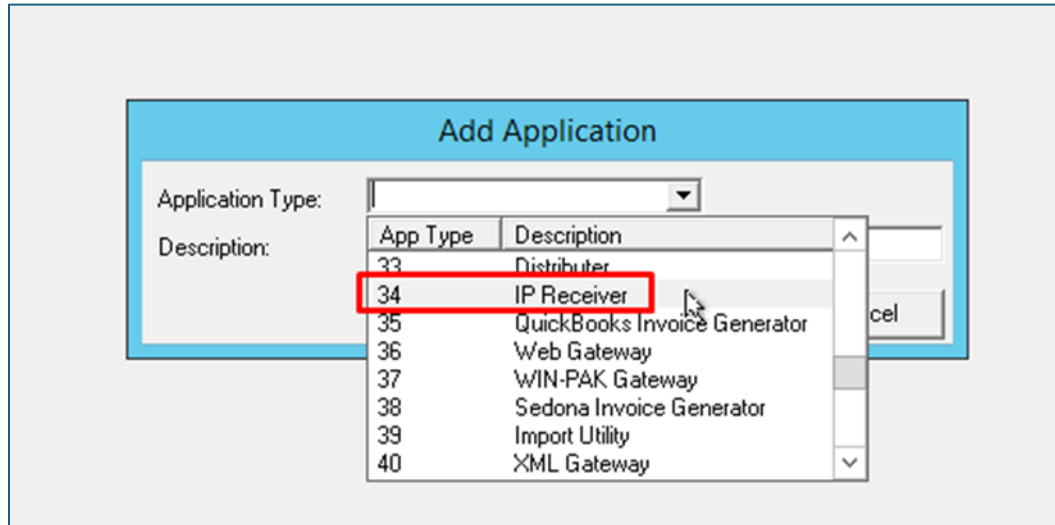 Add Application
Application Type:
Description:
App Type Description
33 Distributer
34 IP Receiver
35 QuickBooks Invoice Generator
36 Web Gateway
37 WIN-PAK Gateway
38 Sedona Invoice Generator
39 Import Utility
40 XML Gateway
cel